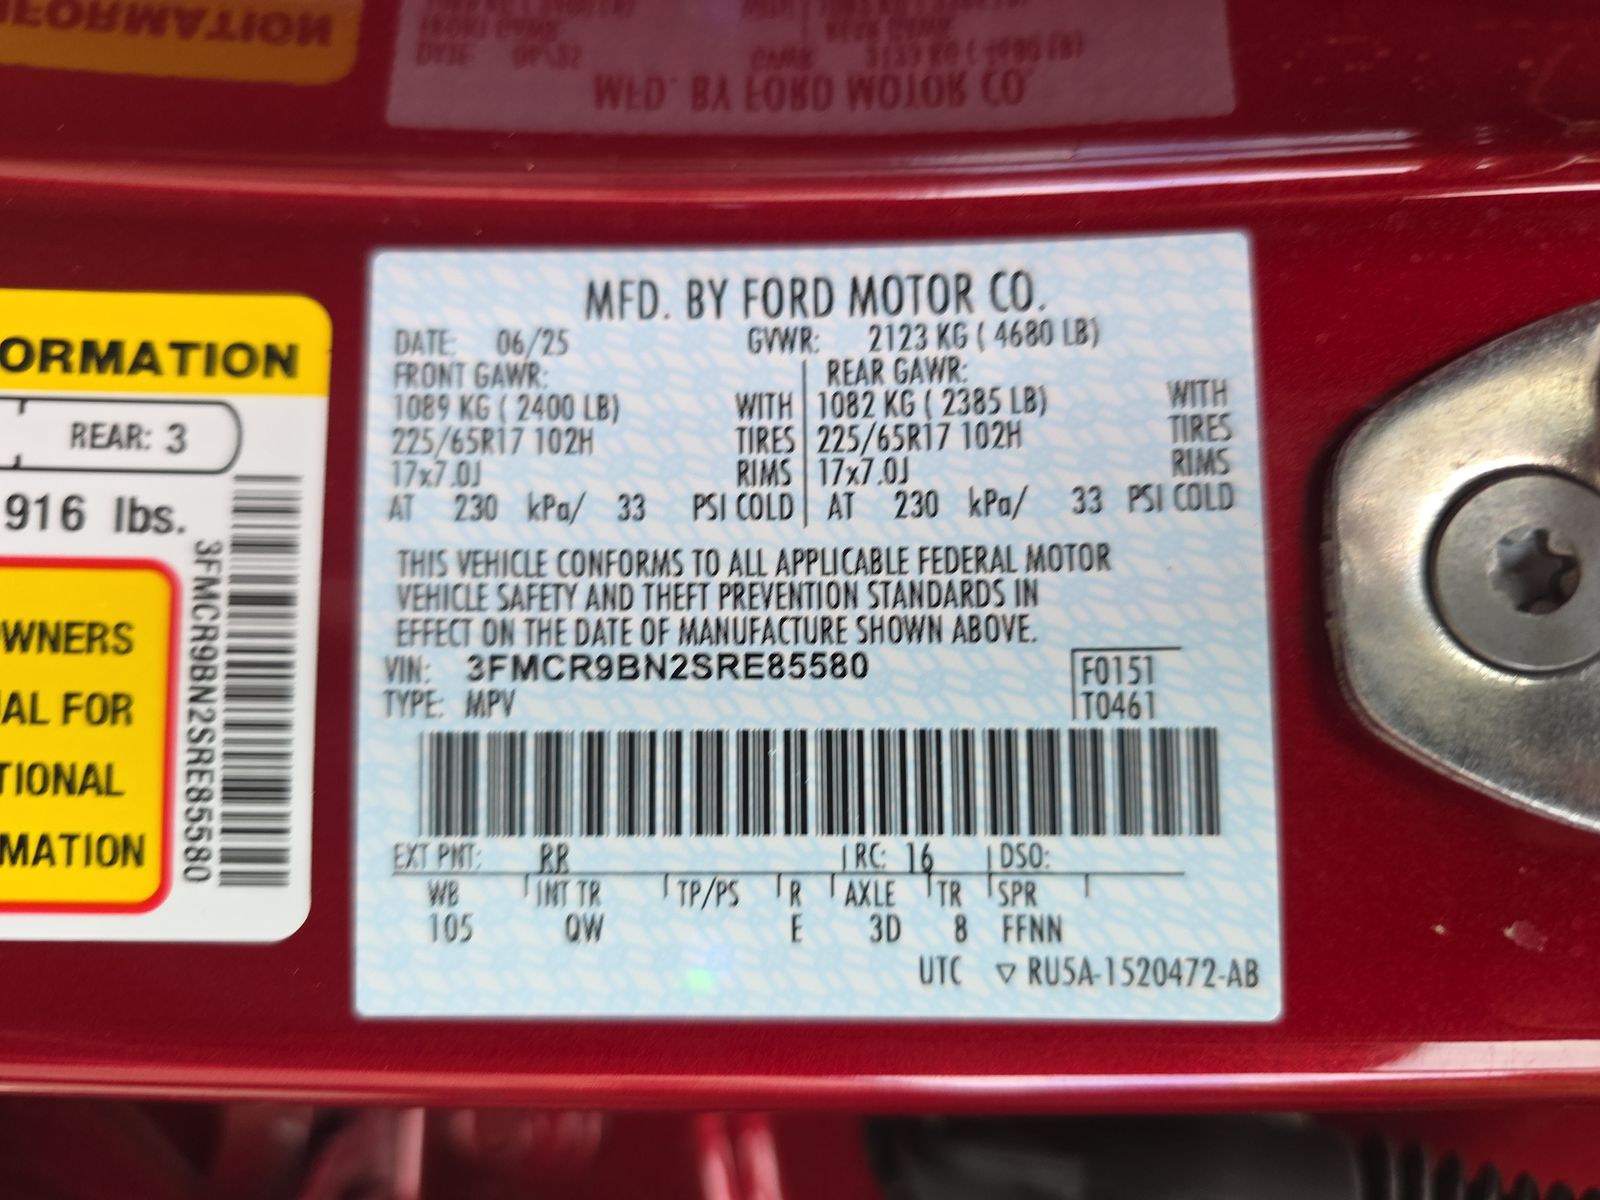 ORMATION
REAR: 3
916 lbs.
WNERS
AL FOR
TIONAL
MATION
3FMCR9BN2SRE85580
MFD. BY FORD MOTOR CO.
DATE: 06/25 GVWR: 2123 KG ( 4680 LB)
FRONT GAWR: REAR GAWR:
1089 KG ( 2400 LB) WITH 1082 KG ( 2385 LB) WITH
225/65R17 102H TIRES 225/65R17 102H TIRES
17x7.0J RIMS 17x7.0J RIMS
AT 230 kPa/ 33 PSI COLD AT 230 kPa/ 33 PSI COLD
THIS VEHICLE CONFORMS TO ALL APPLICABLE FEDERAL MOTOR
VEHICLE SAFETY AND THEFT PREVENTION STANDARDS IN
EFFECT ON THE DATE OF MANUFACTURE SHOWN ABOVE.
VIN: 3FMCR9BN2SRE85580 F0151
TYPE: MPV T0461
EXT PNT: RR RC: 16 DSO:
WB INT TR TP/PS R AXLE TR SPR
105 QW E 3D 8 FFNN
UTC ▽ RU5A-1520472-AB